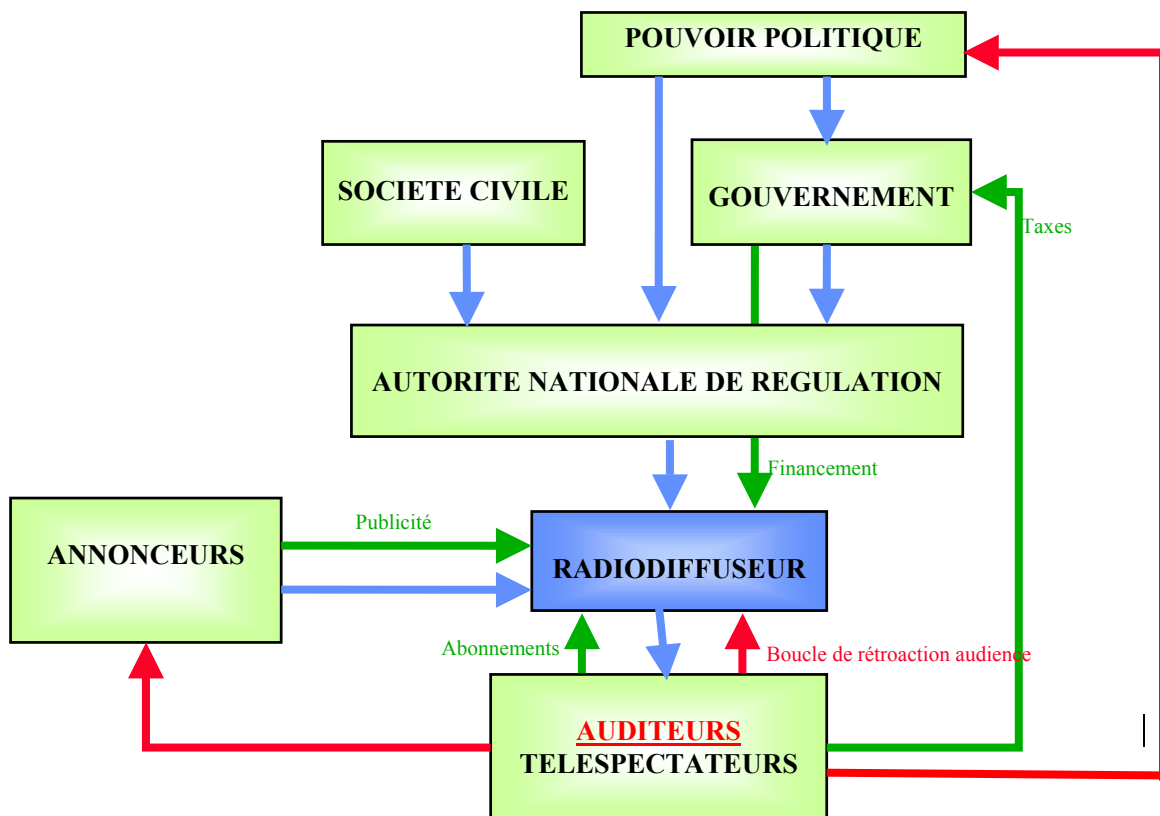 POUVOIR POLITIQUE
SOCIETE CIVILE
GOUVERNEMENT
Taxes
AUTORITE NATIONALE DE REGULATION
Financement
Publicité
ANNONCEURS
RADIODIFFUSEUR
Abonnements
Boucle de rétroaction audience
AUDITEURS
TELESPECTATEURS